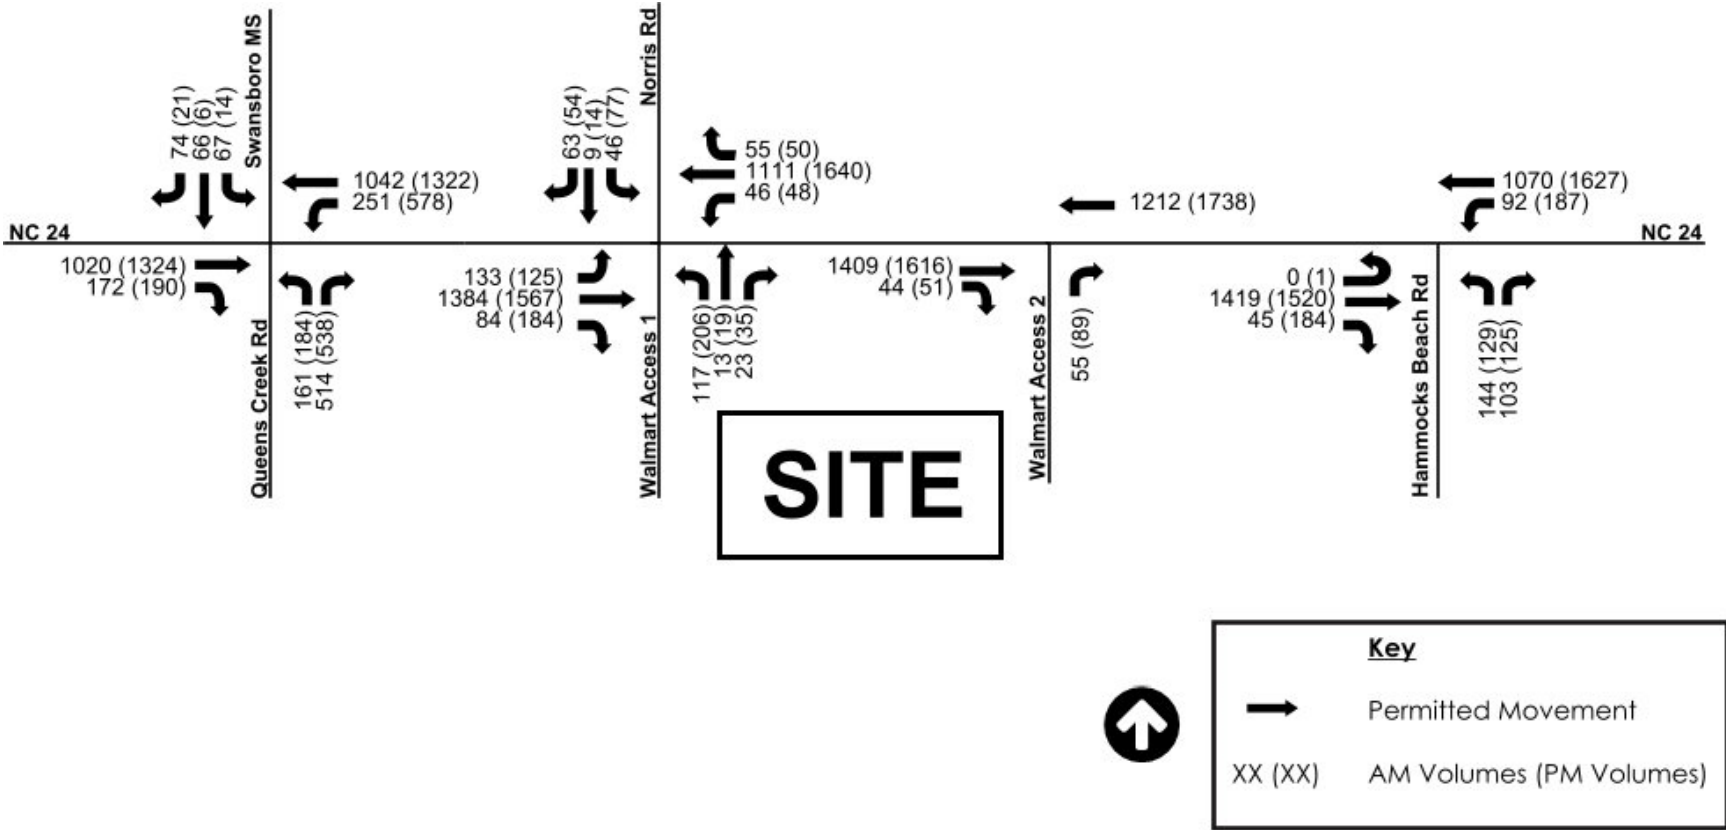 Swansboro MS
Norris Rd
74 (21)
66 (6)
67 (14)
63 (54)
9 (14)
46 (77)
55 (50)
1111 (1640)
46 (48)
1042 (1322)
251 (578)
1212 (1738)
1070 (1627)
92 (187)
NC 24
NC 24
1020 (1324)
172 (190)
133 (125)
1384 (1567)
84 (184)
1409 (1616)
44 (51)
0 (1)
1419 (1520)
45 (184)
161 (184)
514 (538)
117 (206)
13 (19)
23 (35)
55 (89)
144 (129)
103 (125)
Queens Creek Rd
Walmart Access 1
Walmart Access 2
Hammocks Beach Rd
SITE
Key
Permitted Movement
XX (XX) AM Volumes (PM Volumes)